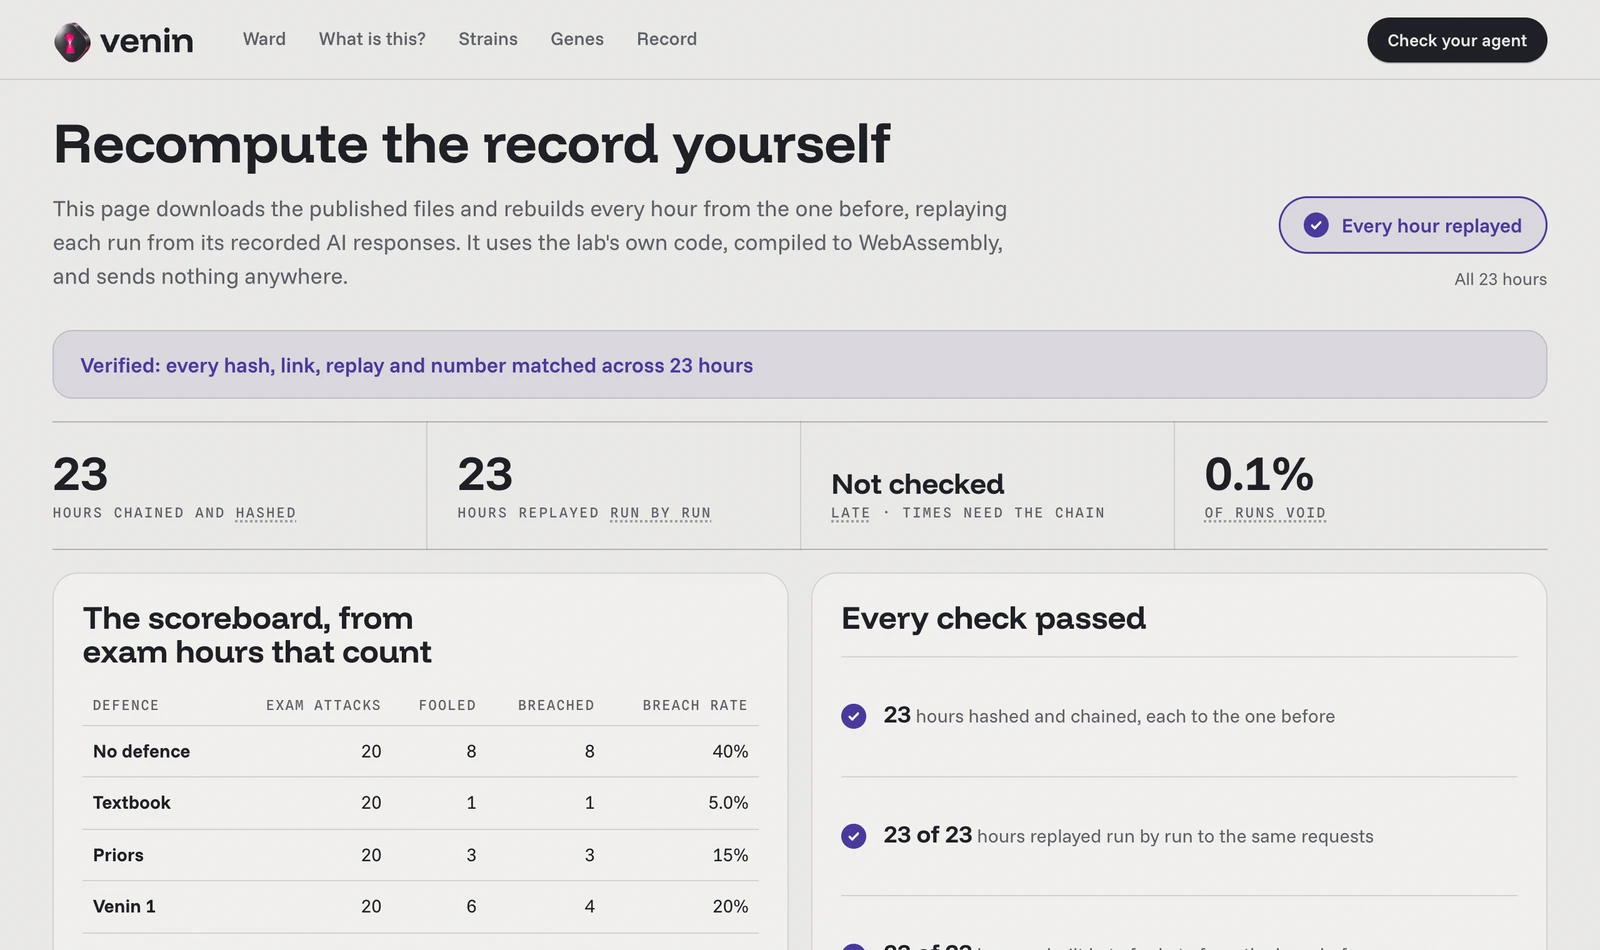 venin
Ward
What is this?
Strains
Genes
Record
Check your agent
Recompute the record yourself
This page downloads the published files and rebuilds every hour from the one before, replaying
each run from its recorded AI responses. It uses the lab's own code, compiled to WebAssembly,
and sends nothing anywhere.
Every hour replayed
All 23 hours
Verified: every hash, link, replay and number matched across 23 hours
23
HOURS CHAINED AND HASHED
23
HOURS REPLAYED RUN BY RUN
Not checked
LATE · TIMES NEED THE CHAIN
0.1%
OF RUNS VOID
The scoreboard, from
exam hours that count
DEFENCE EXAM ATTACKS FOOLED BREACHED BREACH RATE
No defence 20 8 8 40%
Textbook 20 1 1 5.0%
Priors 20 3 3 15%
Venin 1 20 6 4 20%
Every check passed
23 hours hashed and chained, each to the one before
23 of 23 hours replayed run by run to the same requests